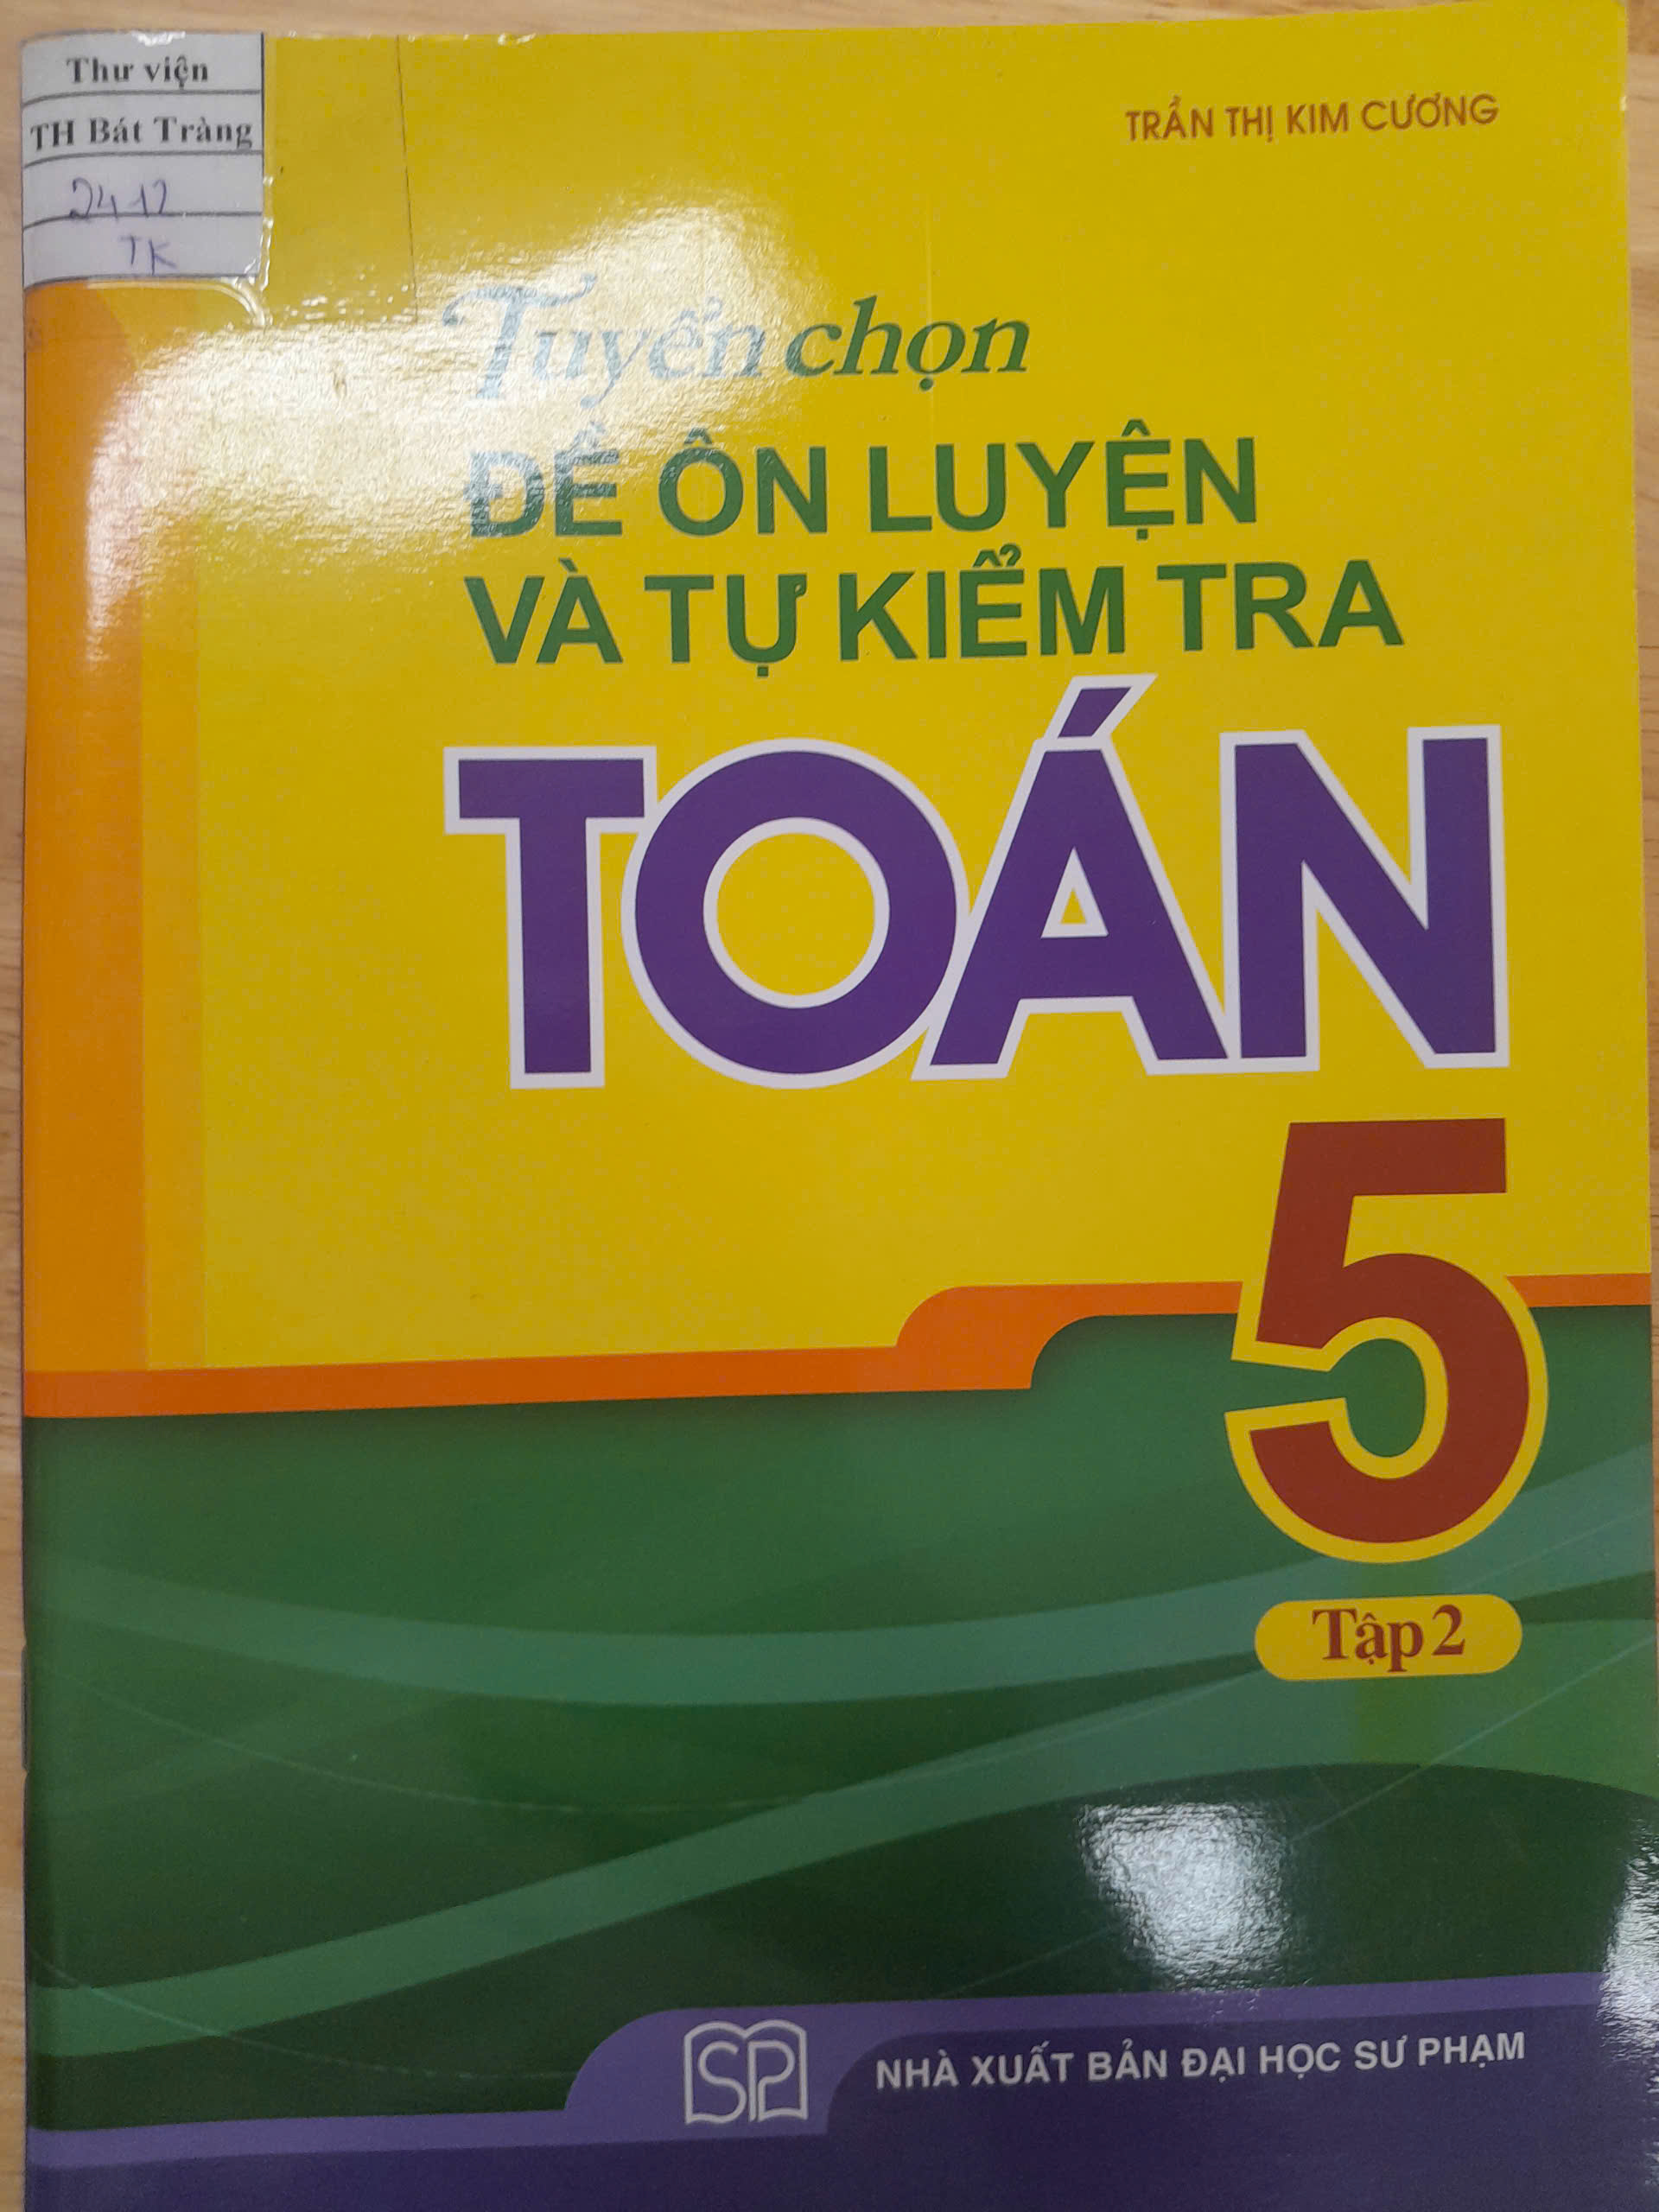 Thư viện
TH Bát Tràng
2412
TK
TRẦN THỊ KIM CƯƠNG
Tuyển chọn
ĐỀ ÔN LUYỆN
VÀ TỰ KIỂM TRA
TOÁN
5
Tập 2
SP
NHÀ XUẤT BẢN ĐẠI HỌC SƯ PHẠM